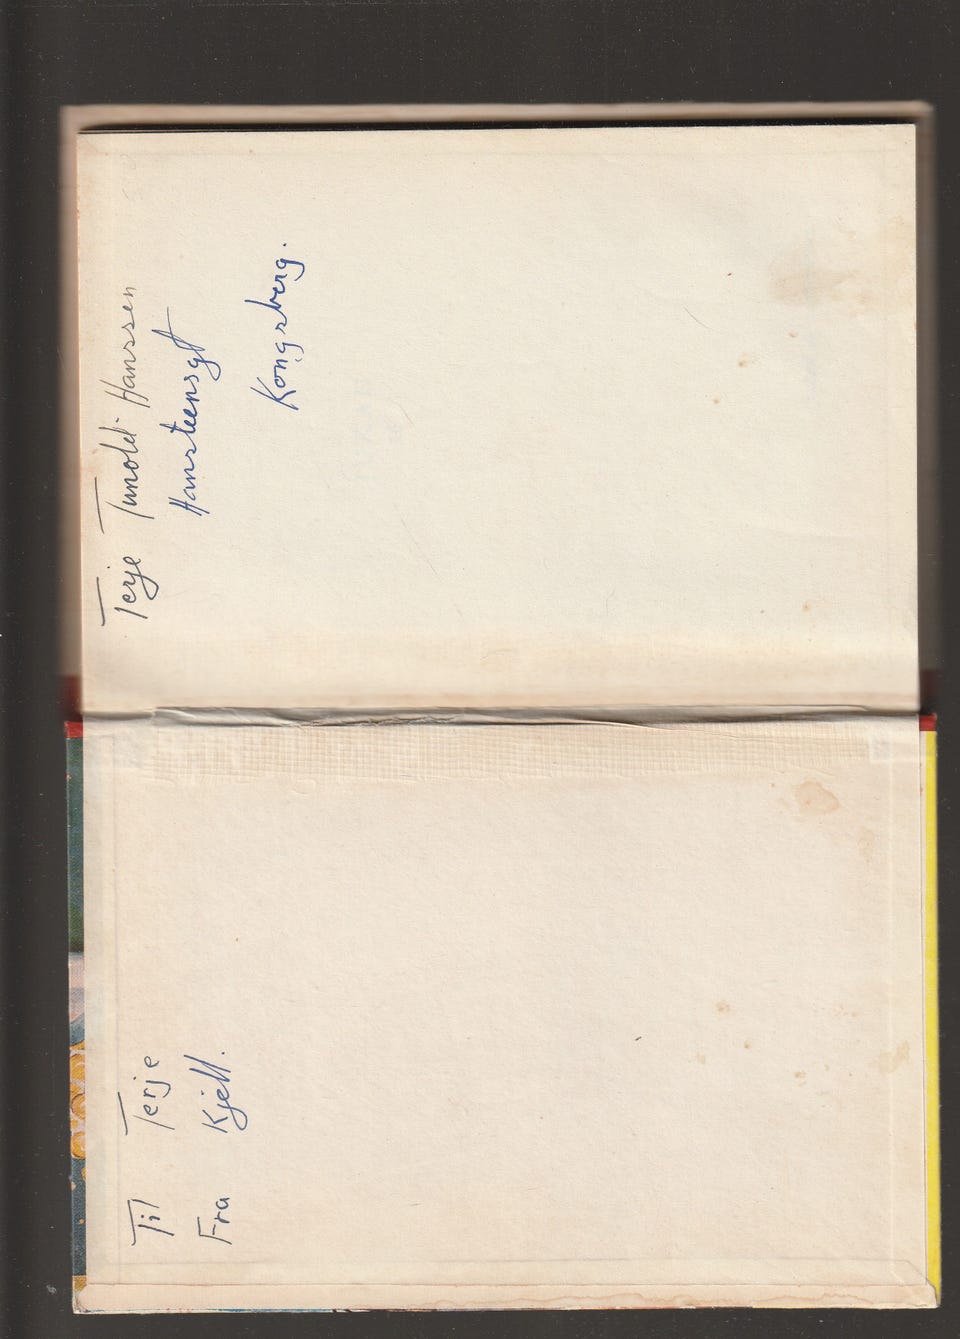 Til Terje
Fra Kjell.
Terje Tunold-Hanssen
Hansteensgt
Kongsberg.